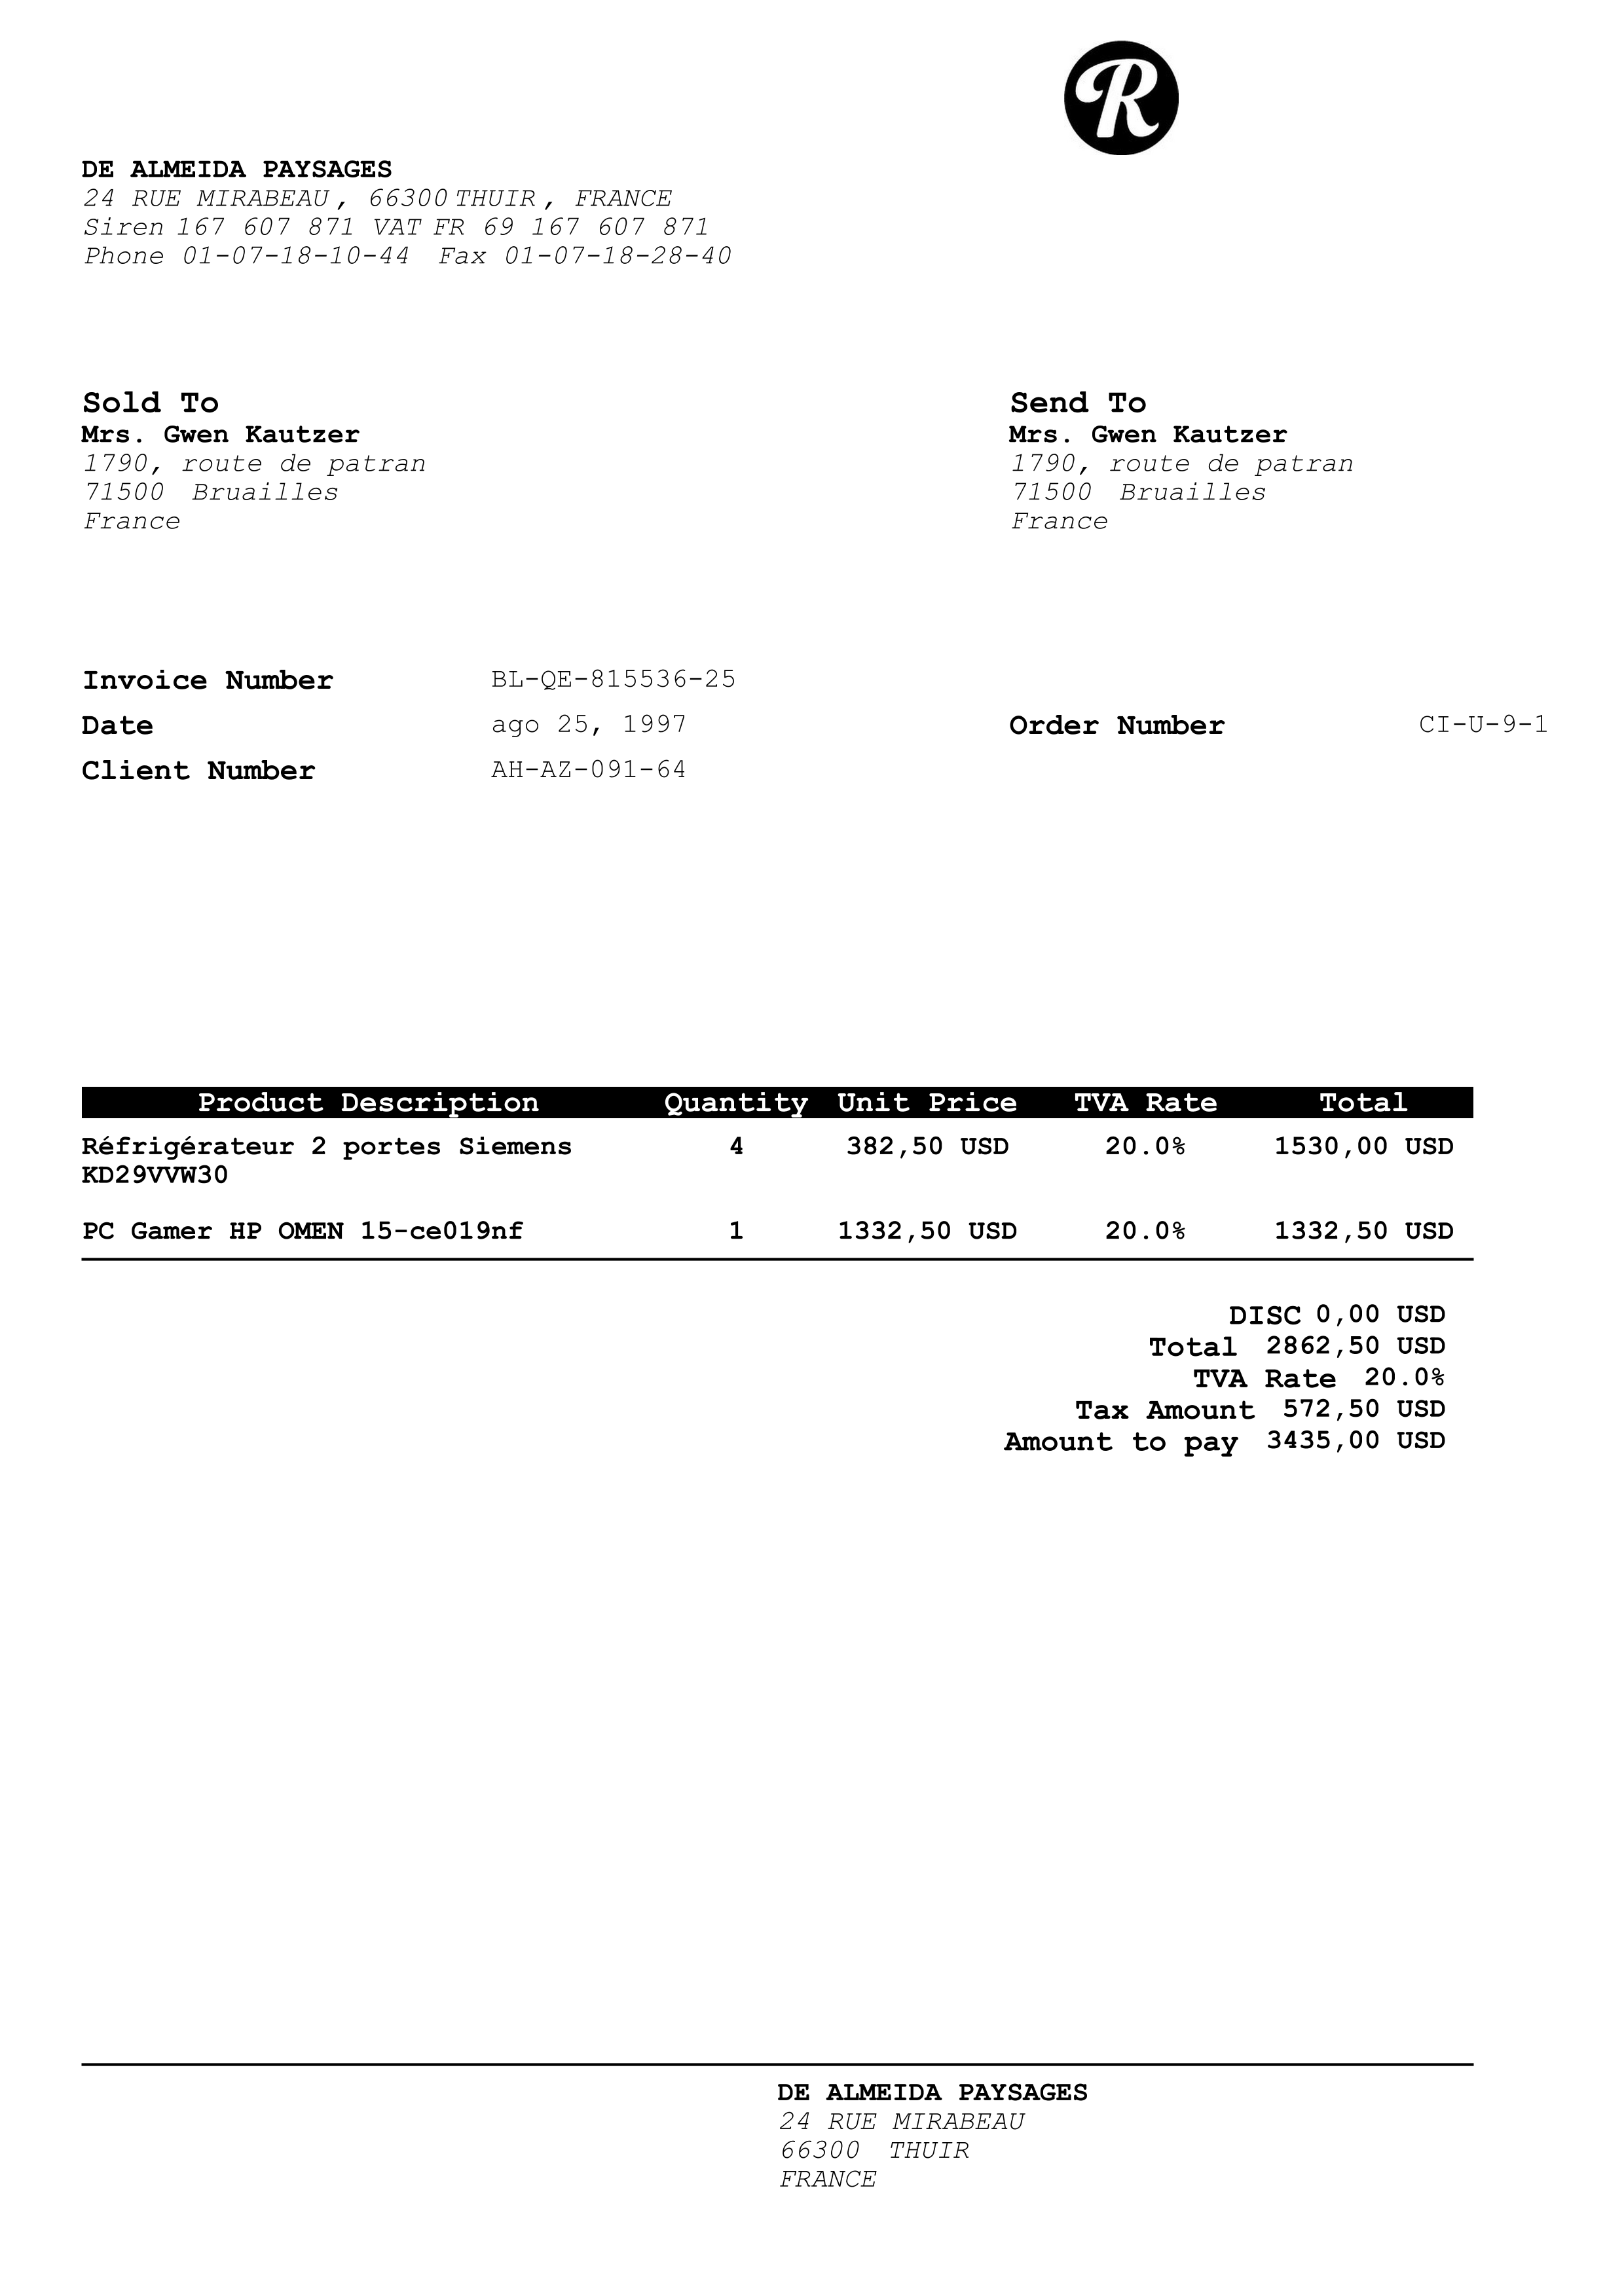 R
DE ALMEIDA PAYSAGES
24 RUE MIRABEAU, 66300 THUIR, FRANCE
Siren 167 607 871 VAT FR 69 167 607 871
Phone 01-07-18-10-44 Fax 01-07-18-28-40
Sold To
Mrs. Gwen Kautzer
1790, route de patran
71500 Bruailles
France
Send To
Mrs. Gwen Kautzer
1790, route de patran
71500 Bruailles
France
Invoice Number BL-QE-815536-25
Date ago 25, 1997 Order Number CI-U-9-1
Client Number AH-AZ-091-64
Product Description Quantity Unit Price TVA Rate Total
Réfrigérateur 2 portes Siemens 4 382,50 USD 20.0% 1530,00 USD
KD29VVW30
PC Gamer HP OMEN 15-ce019nf 1 1332,50 USD 20.0% 1332,50 USD
DISC 0,00 USD
Total 2862,50 USD
TVA Rate 20.0%
Tax Amount 572,50 USD
Amount to pay 3435,00 USD
DE ALMEIDA PAYSAGES
24 RUE MIRABEAU
66300 THUIR
FRANCE